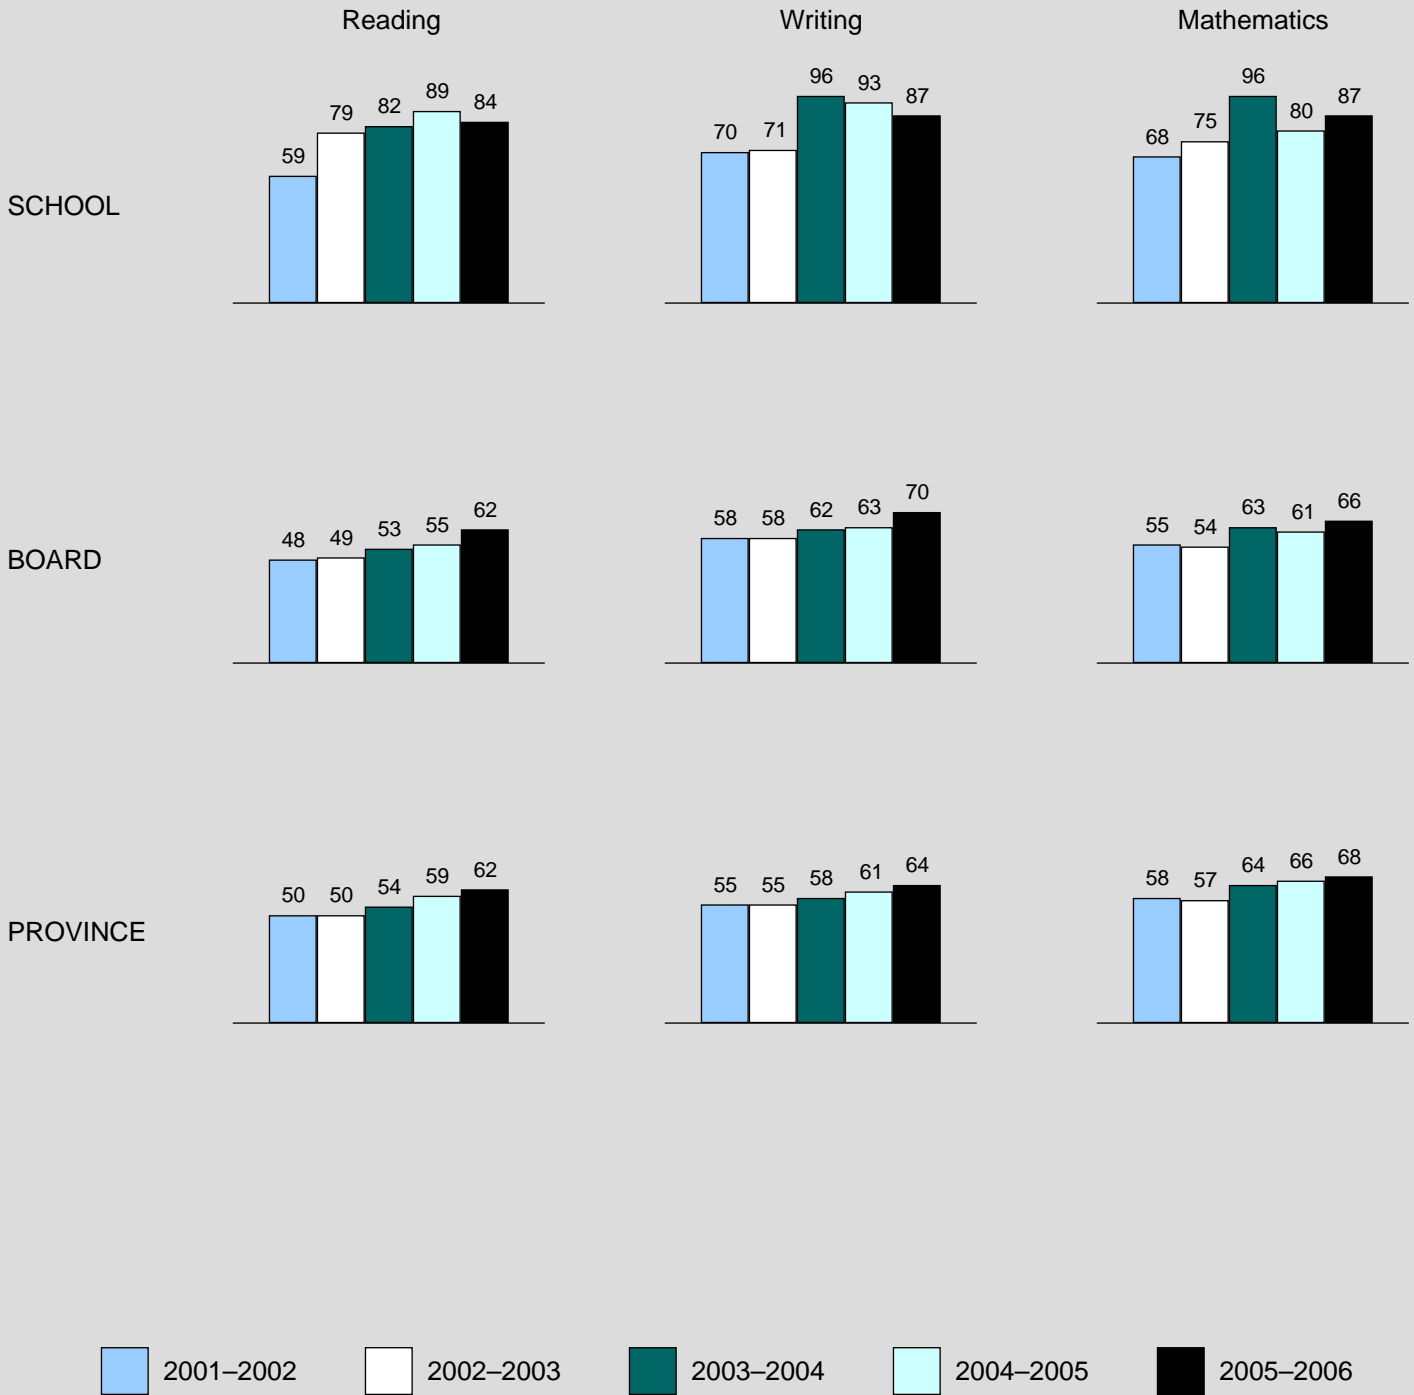 Reading Writing Mathematics
SCHOOL
59 79 82 89 84
70 71 96 93 87
68 75 96 80 87
BOARD
48 49 53 55 62
58 58 62 63 70
55 54 63 61 66
PROVINCE
50 50 54 59 62
55 55 58 61 64
58 57 64 66 68
2001–2002 2002–2003 2003–2004 2004–2005 2005–2006